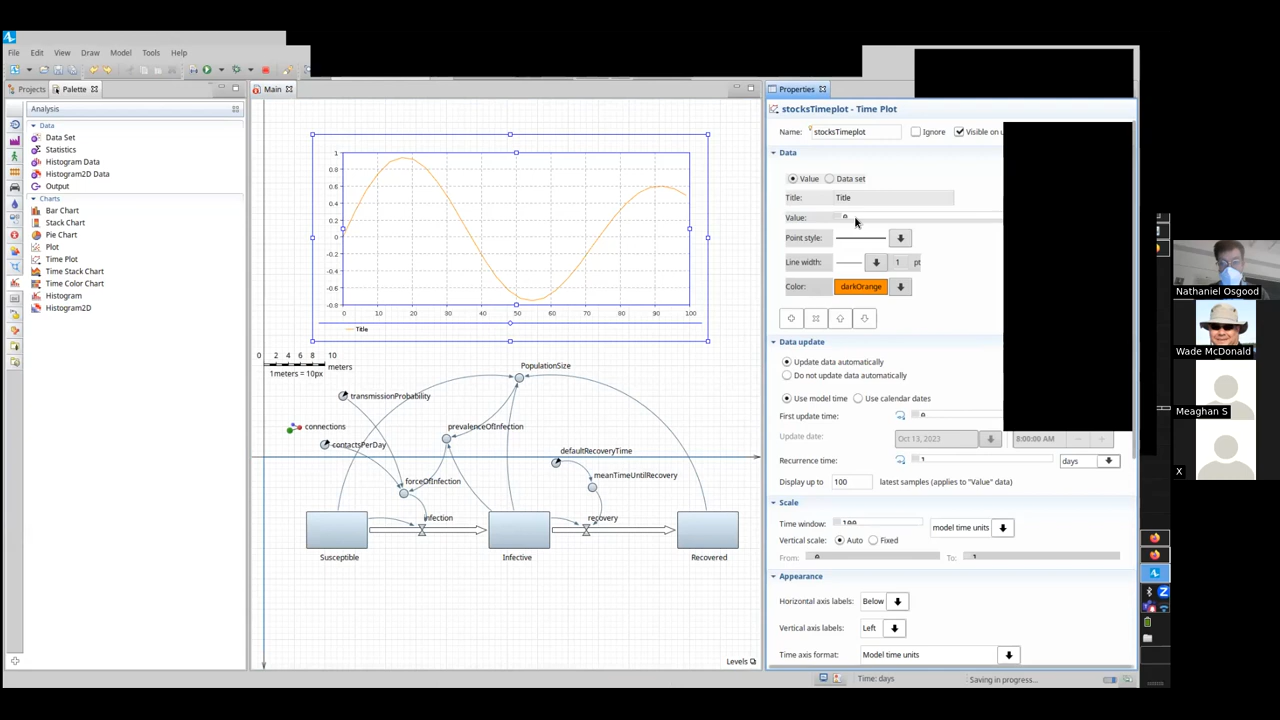 File Edit View Draw Model Tools Help
Projects Palette
Main
Properties
Analysis
Data
Data Set
Statistics
Histogram Data
Histogram2D Data
Output
Charts
Bar Chart
Stack Chart
Pie Chart
Plot
Time Plot
Time Stack Chart
Time Color Chart
Histogram
Histogram2D
1
0.8
0.6
0.4
0.2
0
-0.2
-0.4
-0.6
-0.8
0 10 20 30 40 50 60 70 80 90 100
Title
0 2 4 6 8 10
meters
1meters = 10px
PopulationSize
transmissionProbability
connections
prevalenceOfInfection
contactsPerDay
defaultRecoveryTime
meanTimeUntilRecovery
forceOfInfection
infection
recovery
Susceptible
Infective
Recovered
Levels
stocksTimeplot - Time Plot
Name: stocksTimeplot Ignore Visible on u
Data
Value Data set
Title: Title
Value: 0
Point style:
Line width: 1 pt
Color: darkOrange
Data update
Update data automatically
Do not update data automatically
Use model time Use calendar dates
First update time: 0
Update date: Oct 13, 2023 8:00:00 AM
Recurrence time: 1 days
Display up to 100 latest samples (applies to "Value" data)
Scale
Time window: 100 model time units
Vertical scale: Auto Fixed
From: 0 To: 1
Appearance
Horizontal axis labels: Below
Vertical axis labels: Left
Time axis format: Model time units
Time: days
Saving in progress...
Nathaniel Osgood
Wade McDonald
Meaghan S
X